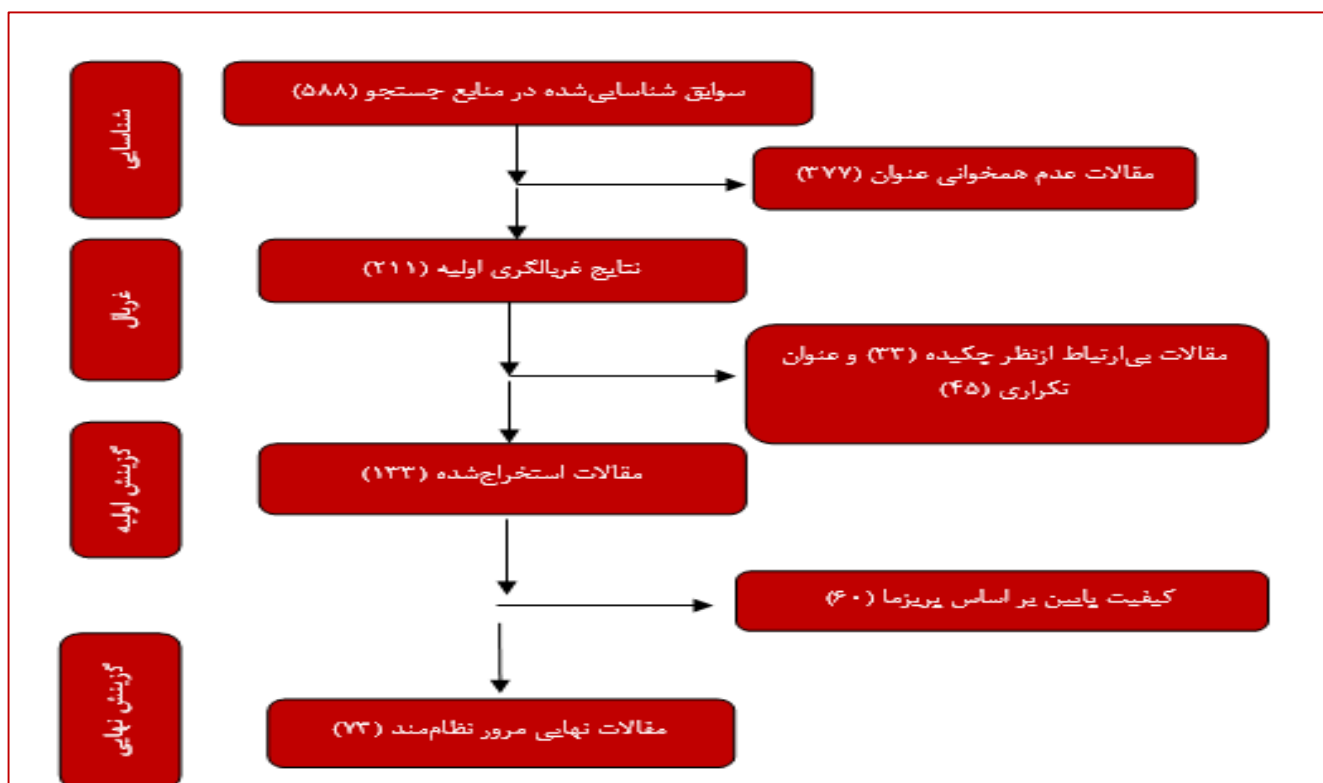 شناسایی
سوابق شناسایی‌شده در منابع جستجو (۵۸۸)
مقالات عدم همخوانی عنوان (۳۷۷)
غربال
نتایج غربالگری اولیه (۲۱۱)
مقالات بی‌ارتباط ازنظر چکیده (۳۳) و عنوان
تکراری (۴۵)
گزینش اولیه
مقالات استخراج‌شده (۱۳۳)
کیفیت پایین بر اساس پریزما (۶۰)
گزینش نهایی
مقالات نهایی مرور نظام‌مند (۷۳)